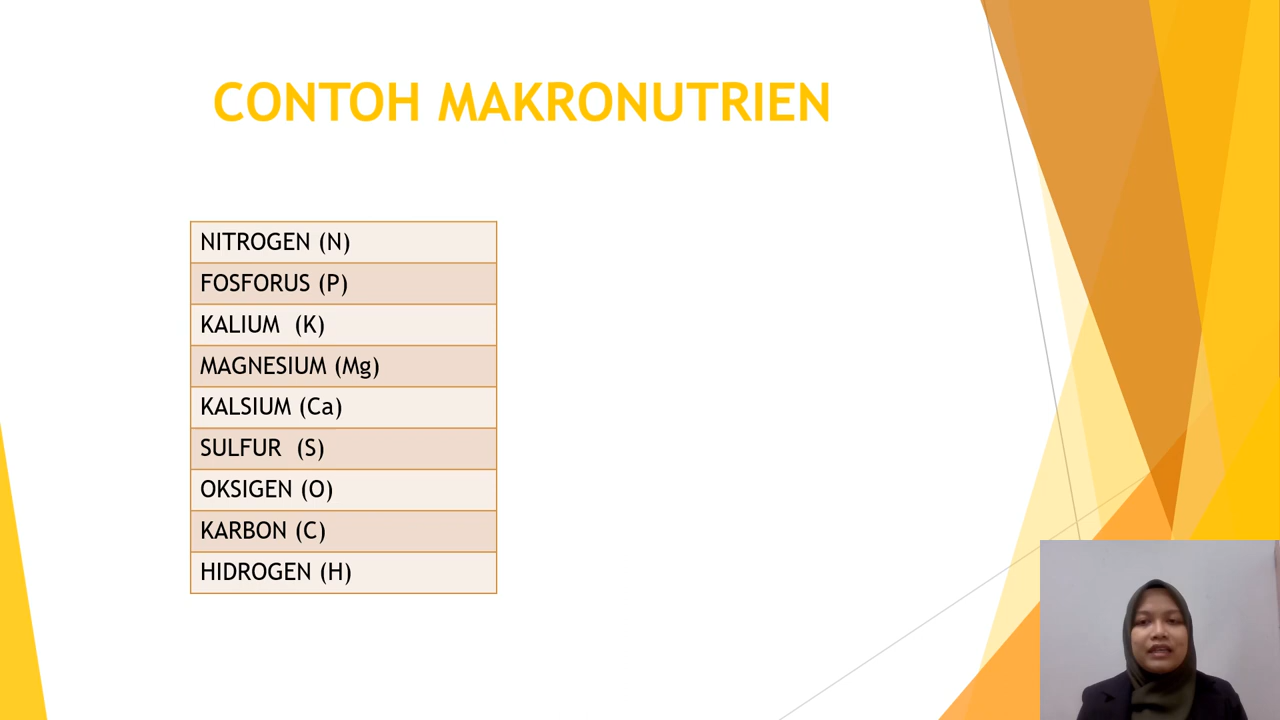 CONTOH MAKRONUTRIEN
NITROGEN (N)
FOSFORUS (P)
KALIUM (K)
MAGNESIUM (Mg)
KALSIUM (Ca)
SULFUR (S)
OKSIGEN (O)
KARBON (C)
HIDROGEN (H)